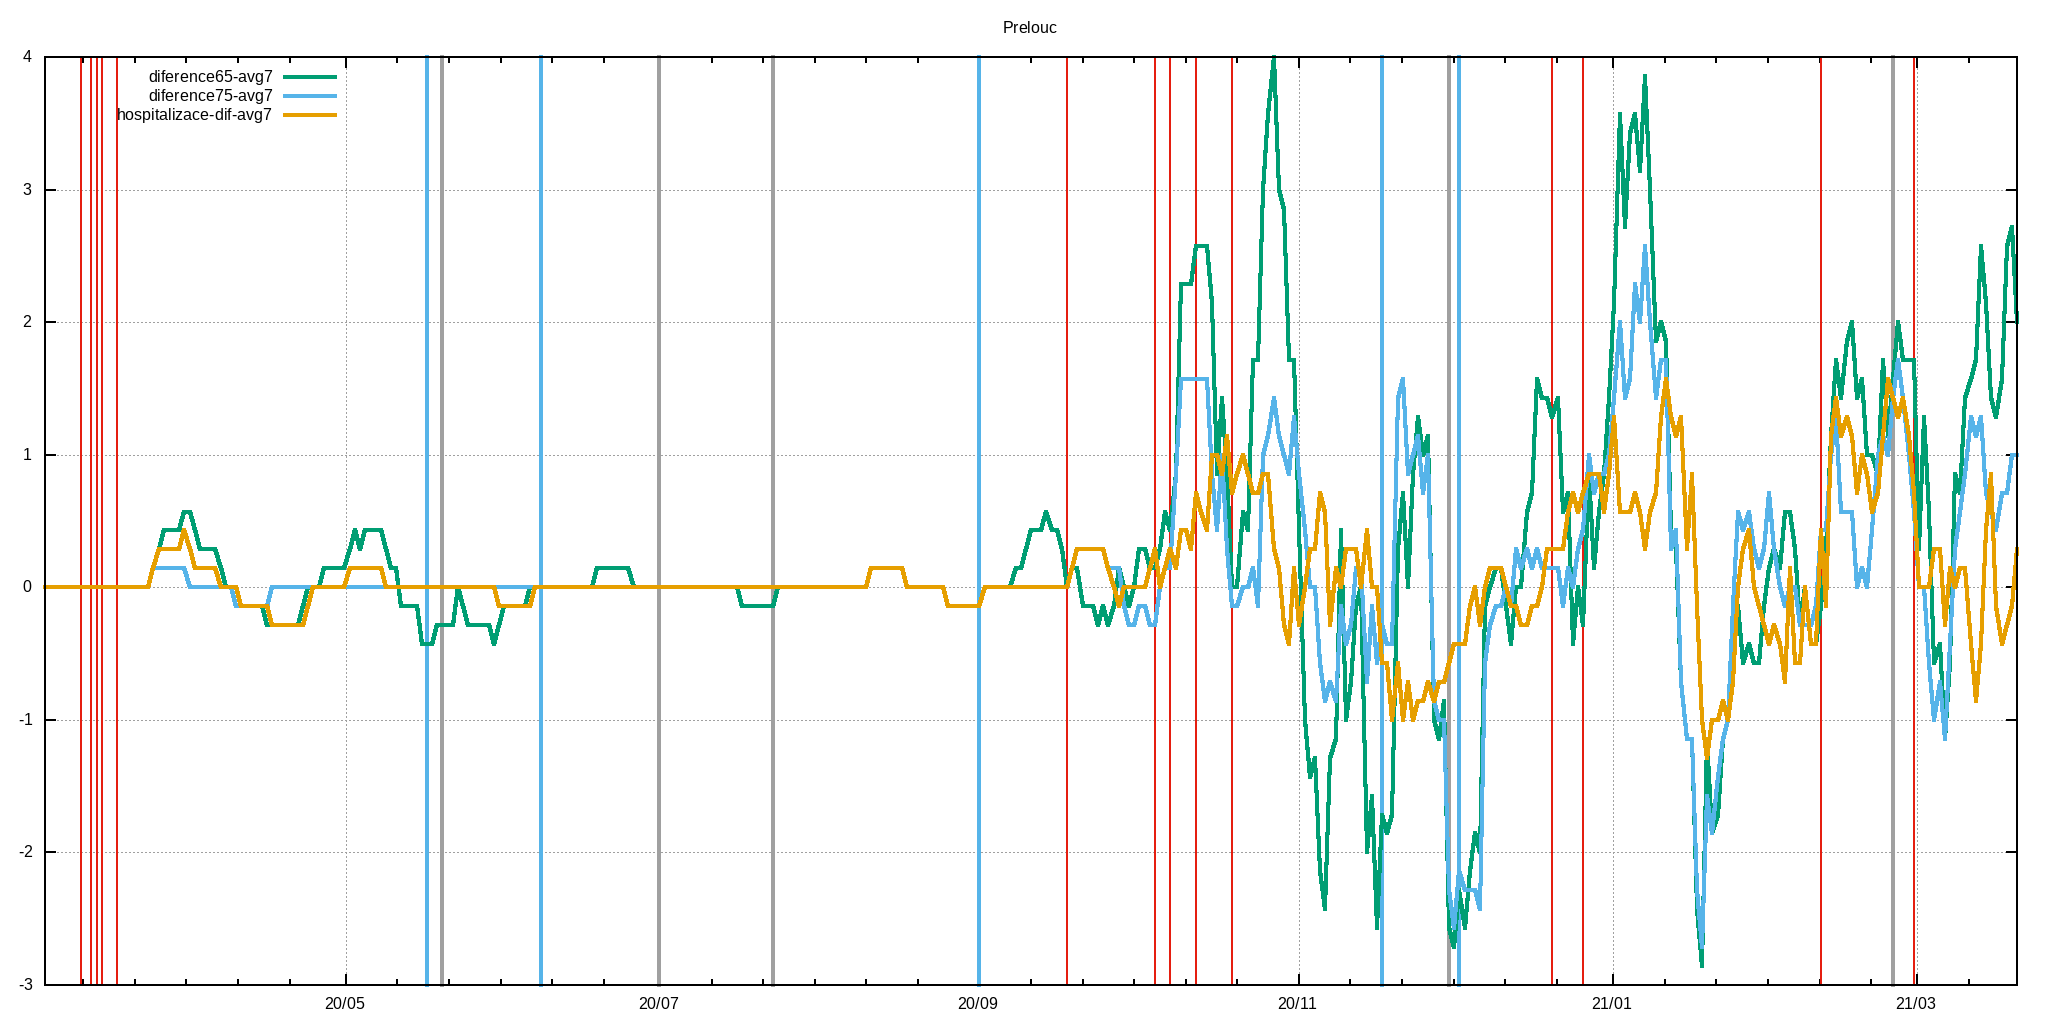 Prelouc
diference65-avg7
diference75-avg7
hospitalizace-dif-avg7
4
3
2
1
0
-1
-2
-3
20/05 20/07 20/09 20/11 21/01 21/03